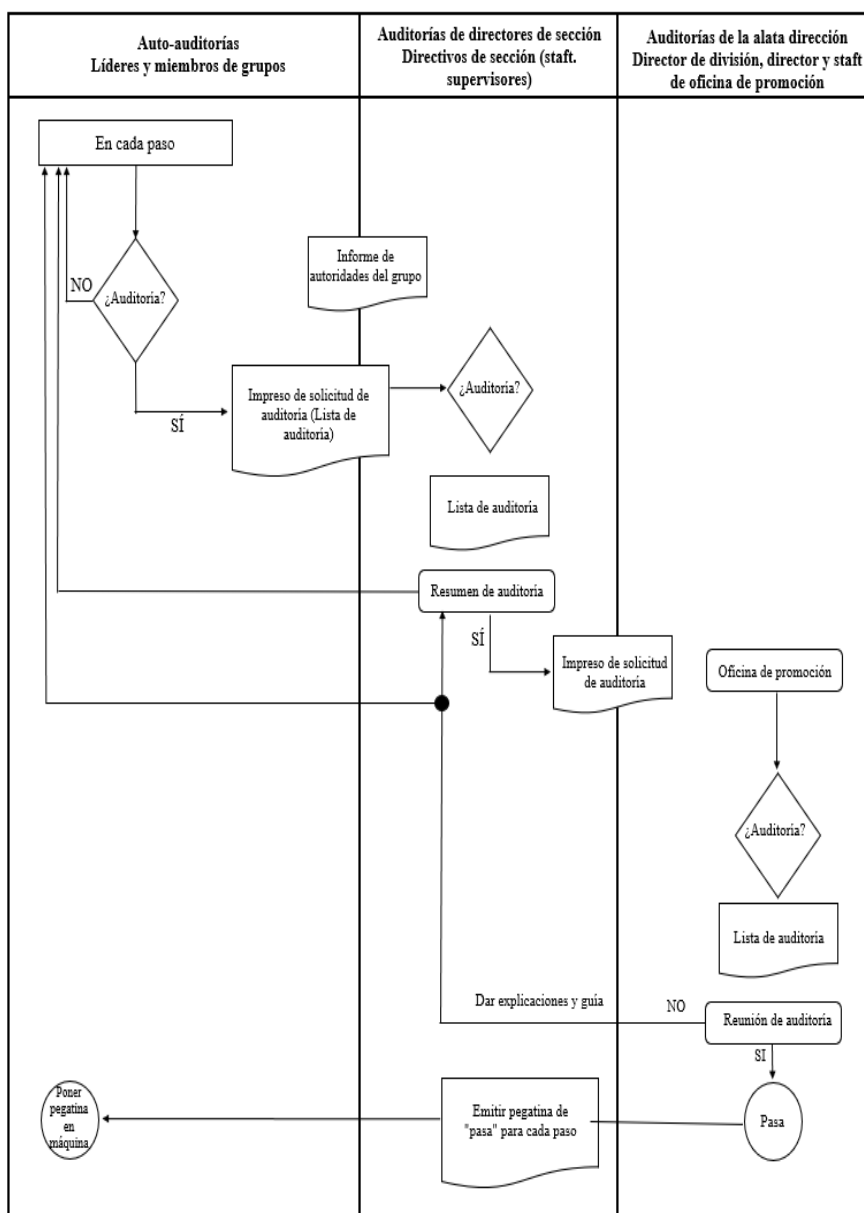 Auto-auditorías
Líderes y miembros de grupos
Auditorías de directores de sección
Directivos de sección (staft.
supervisores)
Auditorías de la alata dirección
Director de división, director y staft
de oficina de promoción
En cada paso
Informe de
autoridades del grupo
NO
¿Auditoría?
Impreso de solicitud de
auditoria (Lista de
auditoría)
¿Auditoría?
SÍ
Lista de auditoría
Resumen de auditoría
SÍ
Impreso de solicitud
de auditoría
Oficina de promoción
¿Auditoría?
Lista de auditoría
Dar explicaciones y guía
NO
Reunión de auditoría
SI
Poner
pegatina
en
máquina
Emitir pegatina de
"pasa" para cada paso
Pasa